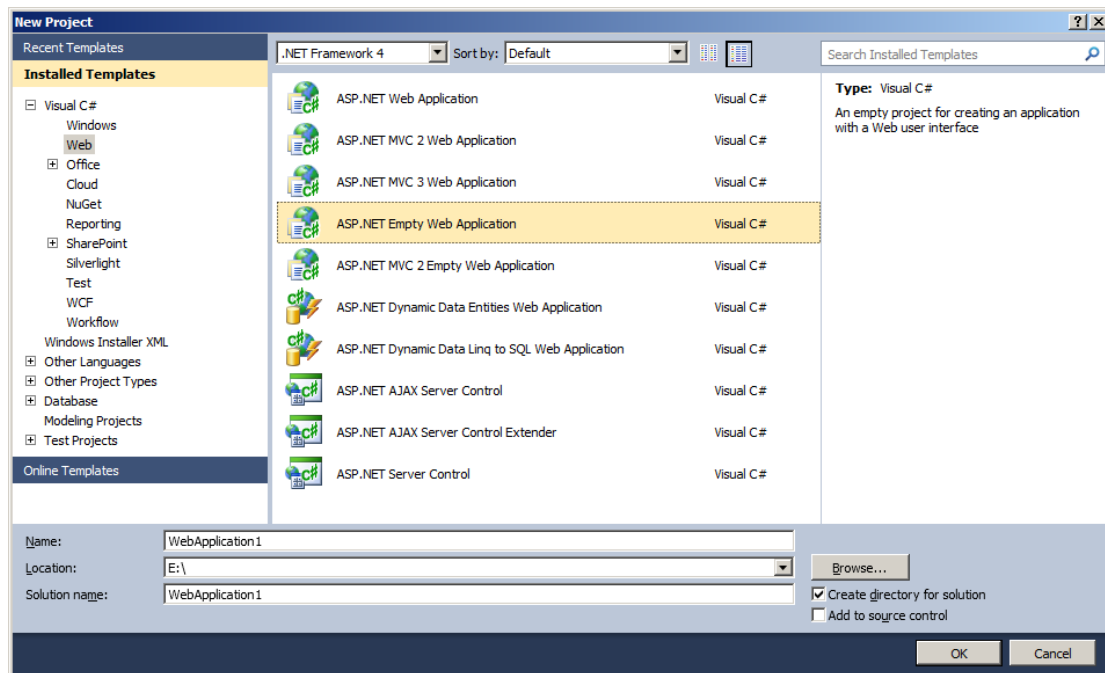 New Project
Recent Templates
Installed Templates
Visual C#
Windows
Web
Office
Cloud
NuGet
Reporting
SharePoint
Silverlight
Test
WCF
Workflow
Windows Installer XML
Other Languages
Other Project Types
Database
Modeling Projects
Test Projects
Online Templates
.NET Framework 4 Sort by: Default
ASP.NET Web Application Visual C#
ASP.NET MVC 2 Web Application Visual C#
ASP.NET MVC 3 Web Application Visual C#
ASP.NET Empty Web Application Visual C#
ASP.NET MVC 2 Empty Web Application Visual C#
ASP.NET Dynamic Data Entities Web Application Visual C#
ASP.NET Dynamic Data Linq to SQL Web Application Visual C#
ASP.NET AJAX Server Control Visual C#
ASP.NET AJAX Server Control Extender Visual C#
ASP.NET Server Control Visual C#
Search Installed Templates
Type: Visual C#
An empty project for creating an application
with a Web user interface
Name: WebApplication1
Location: E:\
Browse...
Solution name: WebApplication1
Create directory for solution
Add to source control
OK Cancel